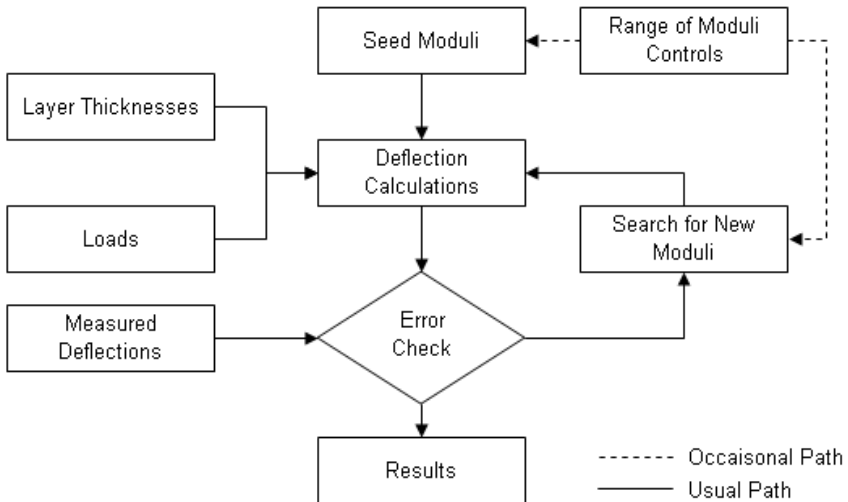 Seed Moduli
Range of Moduli
Controls
Layer Thicknesses
Deflection
Calculations
Loads
Search for New
Moduli
Measured
Deflections
Error
Check
Results
Occaisonal Path
Usual Path